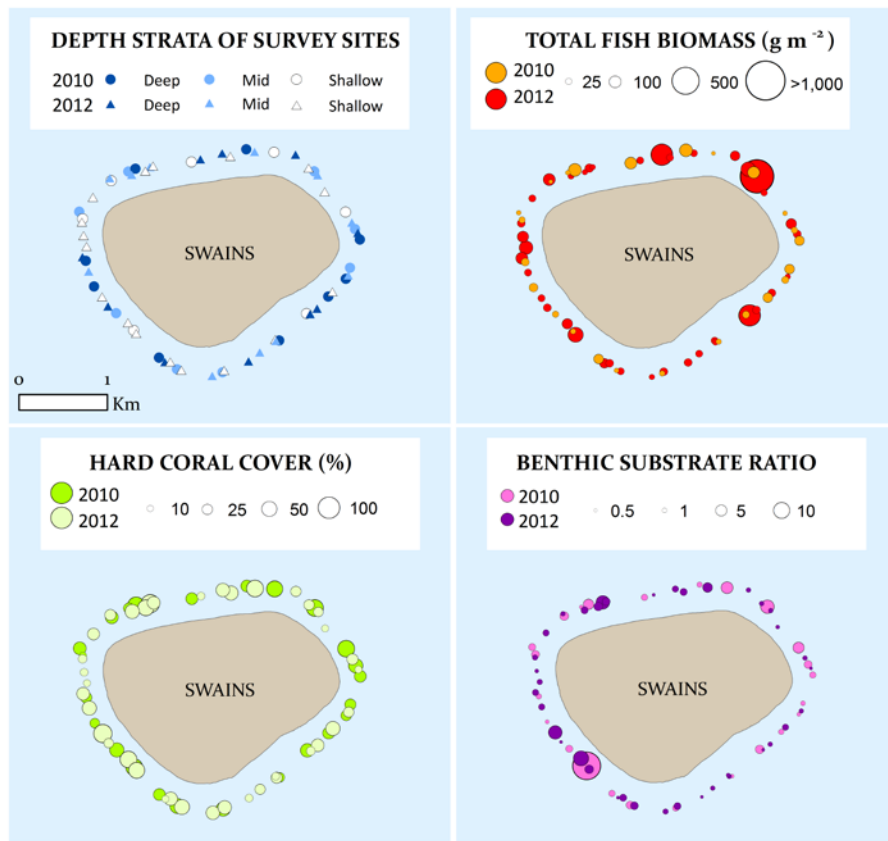 DEPTH STRATA OF SURVEY SITES
2010 Deep Mid Shallow
2012 Deep Mid Shallow
SWAINS
0 1
Km
TOTAL FISH BIOMASS (g m ⁻²)
2010
2012
25 100 500 >1,000
SWAINS
HARD CORAL COVER (%)
2010
2012
10 25 50 100
SWAINS
BENTHIC SUBSTRATE RATIO
2010
2012
0.5 1 5 10
SWAINS